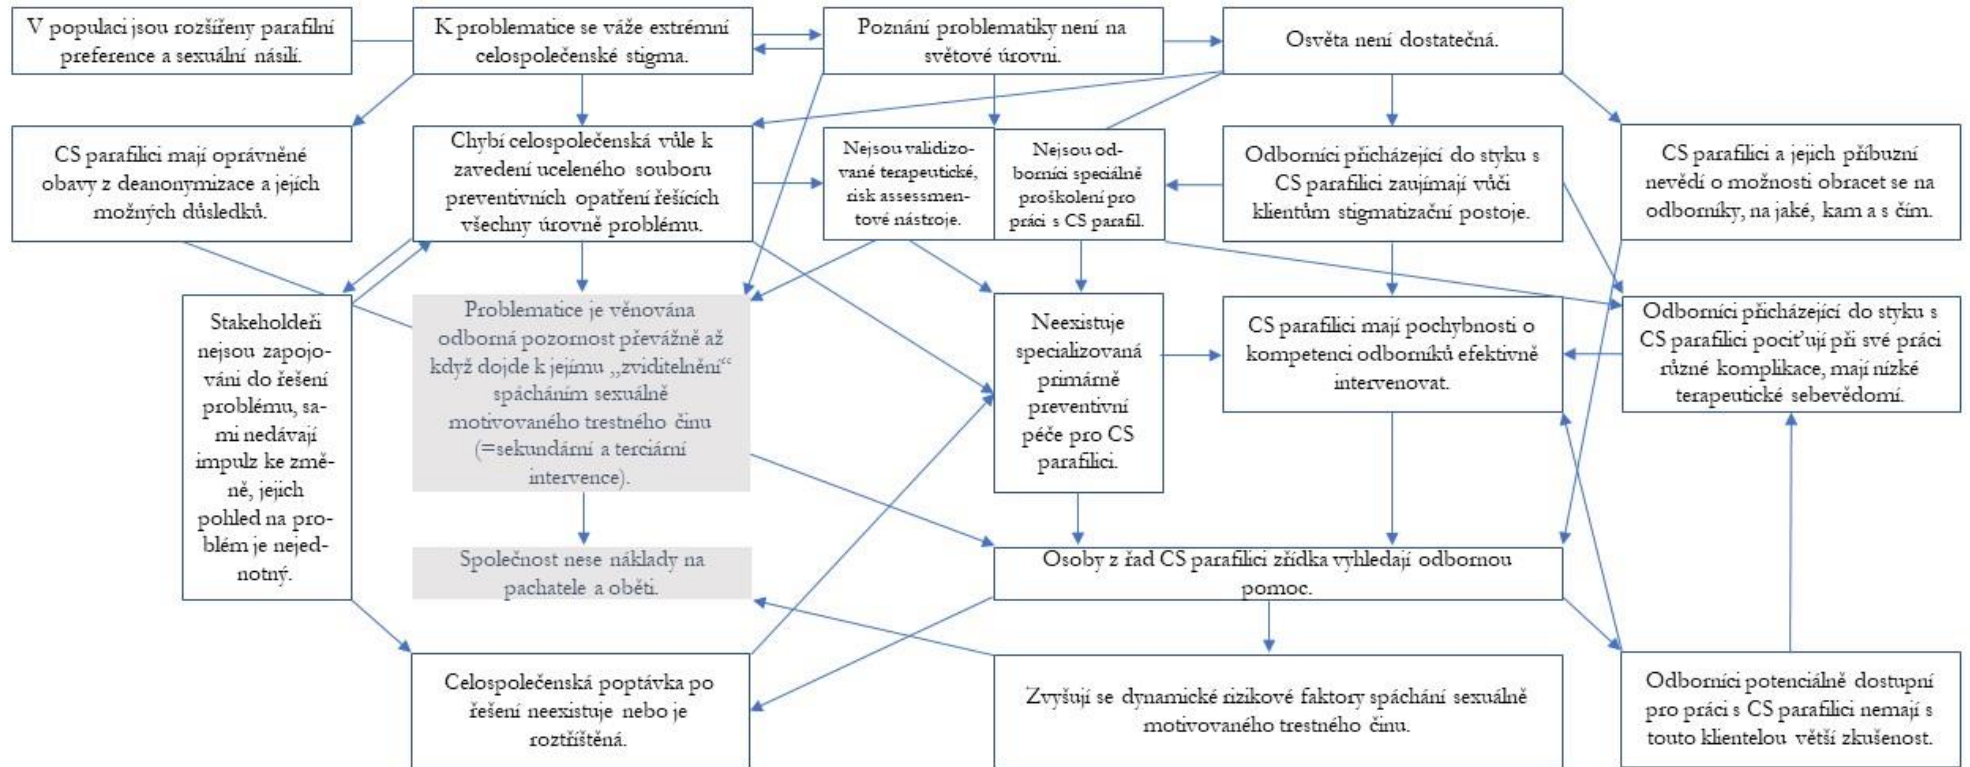 V populaci jsou rozšířeny parafilní
preference a sexuální násilí.
K problematice se váže extrémní
celospolečenské stigma.
Poznání problematiky není na
světové úrovni.
Osvěta není dostatečná.
CS parafilici mají oprávněné
obavy z deanonymizace a jejích
možných důsledků.
Chybí celospolečenská vůle k
zavedení uceleného souboru
preventivních opatření řešících
všechny úrovně problému.
Nejsou validizo-
vané terapeutické,
risk assessmen-
tové nástroje.
Nejsou od-
borníci speciálně
proškolení pro
práci s CS parafil.
Odborníci přicházející do styku s
CS parafilici zaujímají vůči
klientům stigmatizační postoje.
CS parafilici a jejich příbuzní
nevědí o možnosti obracet se na
odborníky, na jaké, kam a s čím.
Stakeholdeři
nejsou zapojo-
váni do řešení
problému, sa-
mi nedávají
impulz ke změ-
ně, jejich
pohled na pro-
blém je nejed-
notný.
Problematice je věnována
odborná pozornost převážně až
když dojde k jejímu „zviditelnění“
spácháním sexuálně
motivovaného trestného činu
(=sekundární a terciární
intervence).
Neexistuje
specializovaná
primárně
preventivní
péče pro CS
parafilici.
CS parafilici mají pochybnosti o
kompetenci odborníků efektivně
intervenovat.
Odborníci přicházející do styku s
CS parafilici pociťují při své práci
různé komplikace, mají nízké
terapeutické sebevědomí.
Společnost nese náklady na
pachatele a oběti.
Osoby z řad CS parafilici zřídka vyhledají odbornou
pomoc.
Celospolečenská poptávka po
řešení neexistuje nebo je
roztříštěná.
Zvyšují se dynamické rizikové faktory spáchání sexuálně
motivovaného trestného činu.
Odborníci potenciálně dostupní
pro práci s CS parafilici nemají s
touto klientelou větší zkušenost.